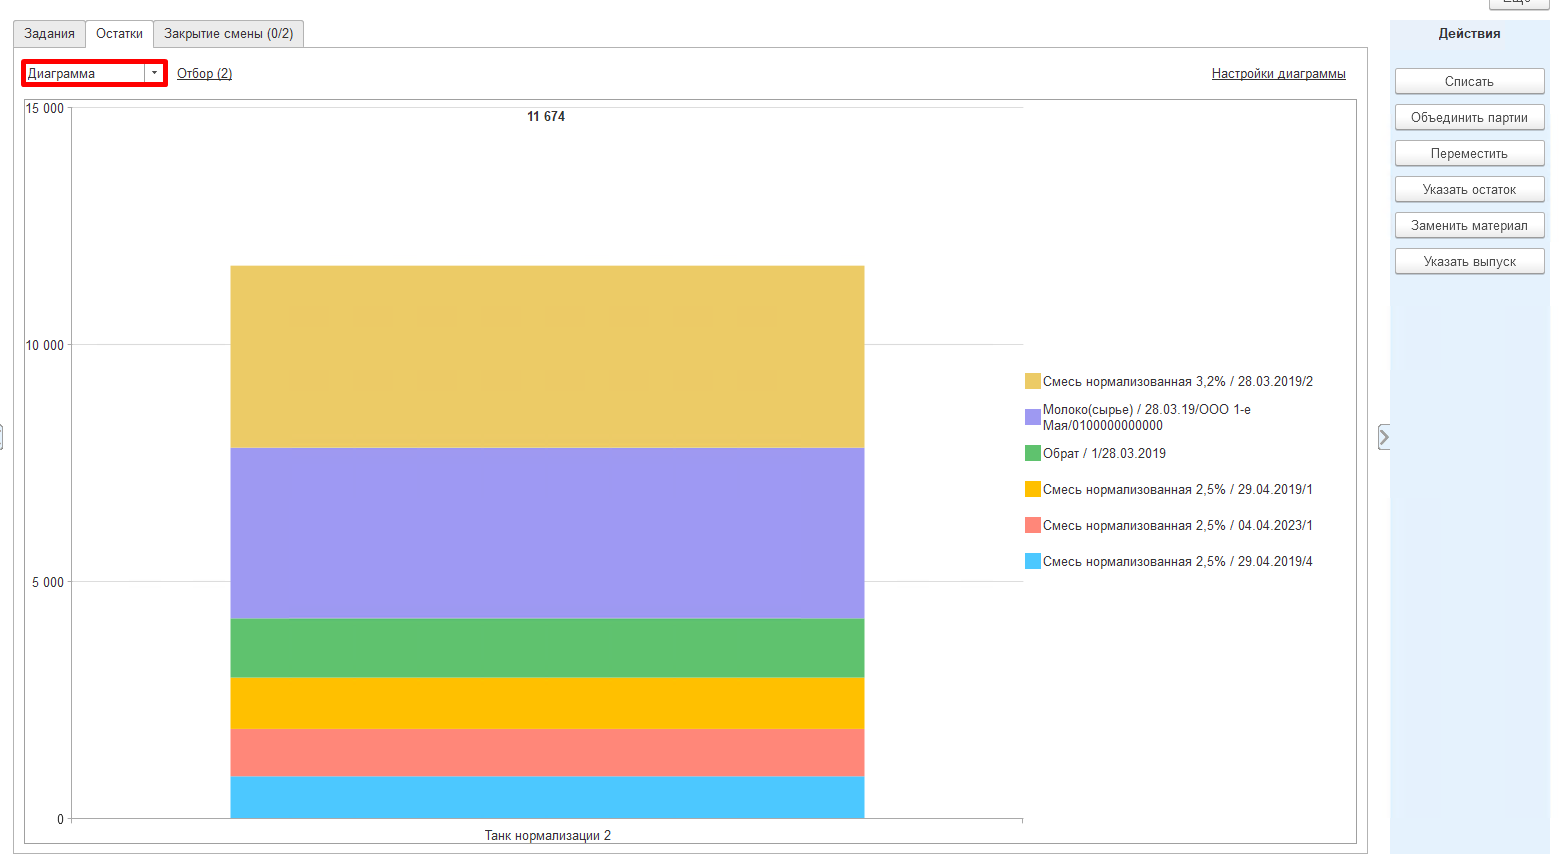 Еще
Задания
Остатки
Закрытие смены (0/2)
Действия
Диаграмма
Отбор (2)
Настройки диаграммы
Списать
Объединить партии
Переместить
Указать остаток
Заменить материал
Указать выпуск
15 000
11 674
10 000
5 000
0
Смесь нормализованная 3,2% / 28.03.2019/2
Молоко(сырье) / 28.03.19/ООО 1-е
Мая/0100000000000
Обрат / 1/28.03.2019
Смесь нормализованная 2,5% / 29.04.2019/1
Смесь нормализованная 2,5% / 04.04.2023/1
Смесь нормализованная 2,5% / 29.04.2019/4
Танк нормализации 2